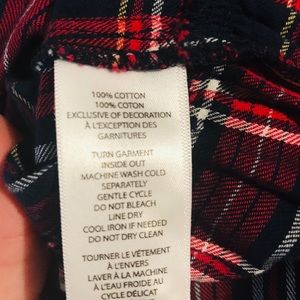 100% COTTON
100% COTON
EXCLUSIVE OF DECORATION
À L'EXCEPTION DES
GARNITURES
TURN GARMENT
INSIDE OUT
MACHINE WASH COLD
SEPARATELY
GENTLE CYCLE
DO NOT BLEACH
LINE DRY
COOL IRON IF NEEDED
DO NOT DRY CLEAN
TOURNER LE VÊTEMENT
À L'ENVERS
LAVER À LA MACHINE
À L'EAU FROIDE AU
CYCLE DÉLICAT